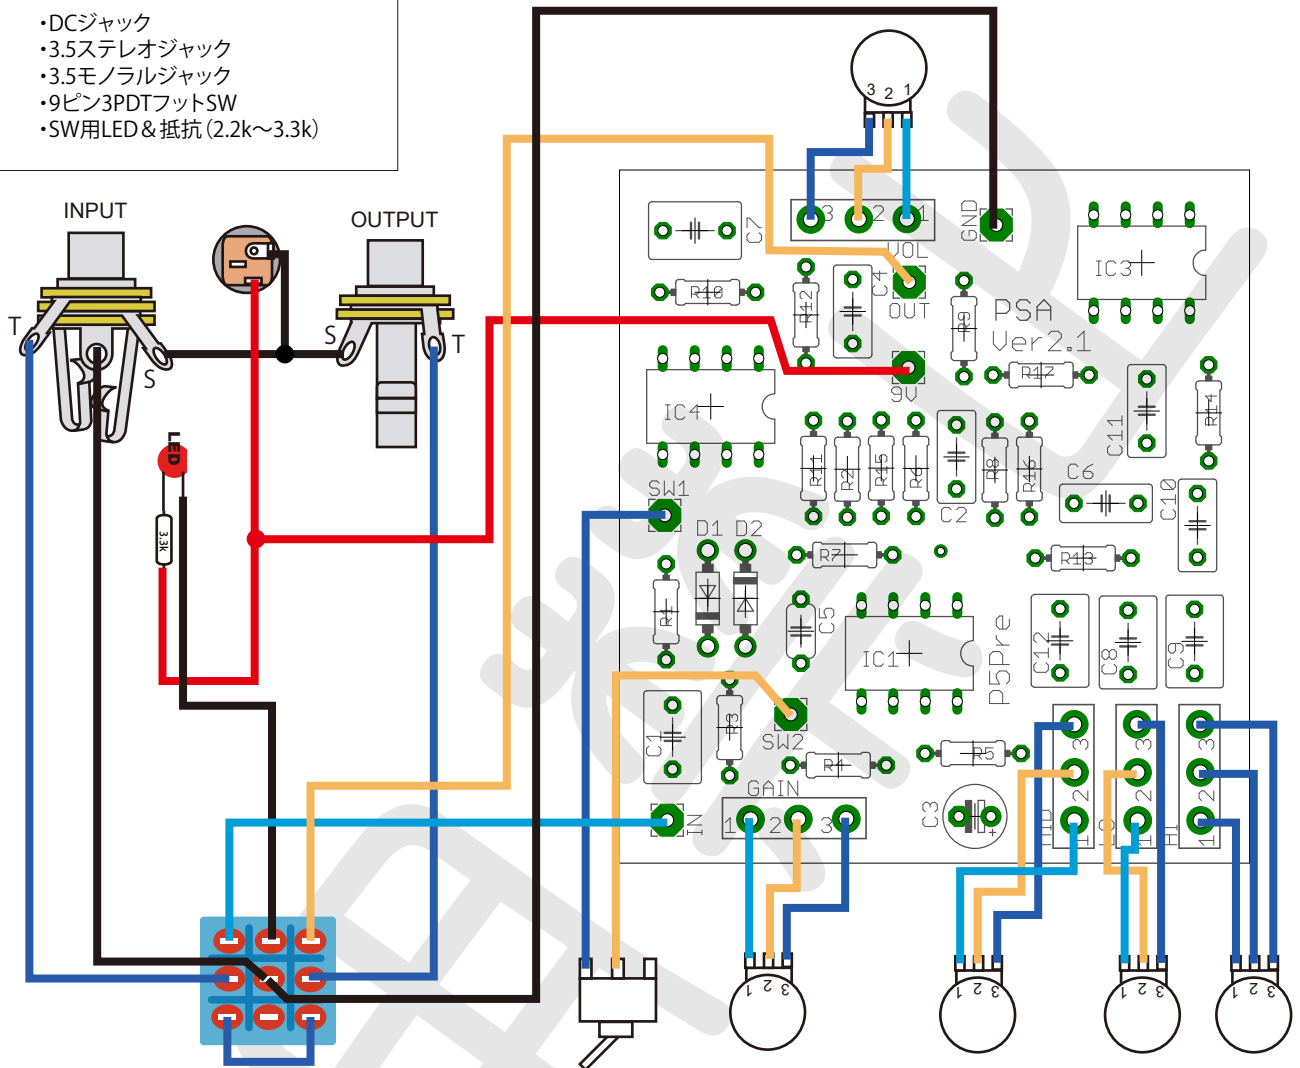 ・DCジャック
・3.5ステレオジャック
・3.5モノラルジャック
・9ピン3PDTフットSW
・SW用LED＆抵抗（2.2k～3.3k）
INPUT
OUTPUT
T
S
S
T
LED
3.3k
3 2 1
3 2 1
VOL
GND
C7
R10
R12
C4
OUT
R9
PSA
Ver2.1
IC3
R17
9V
IC4
C11
R14
R11
R2
R15
R6
C2
R8
R16
C6
C10
SW1
D1 D2
R7
R13
R1
C5
IC1
P5Pre
C12
C8
C9
C1
R3
SW2
R4
R5
C3
+
IN
GAIN
1 2 3
MID
3
2
1
3
2
1
HI
3
2
1
1 2 3
1 2 3
1 2 3
1 2 3